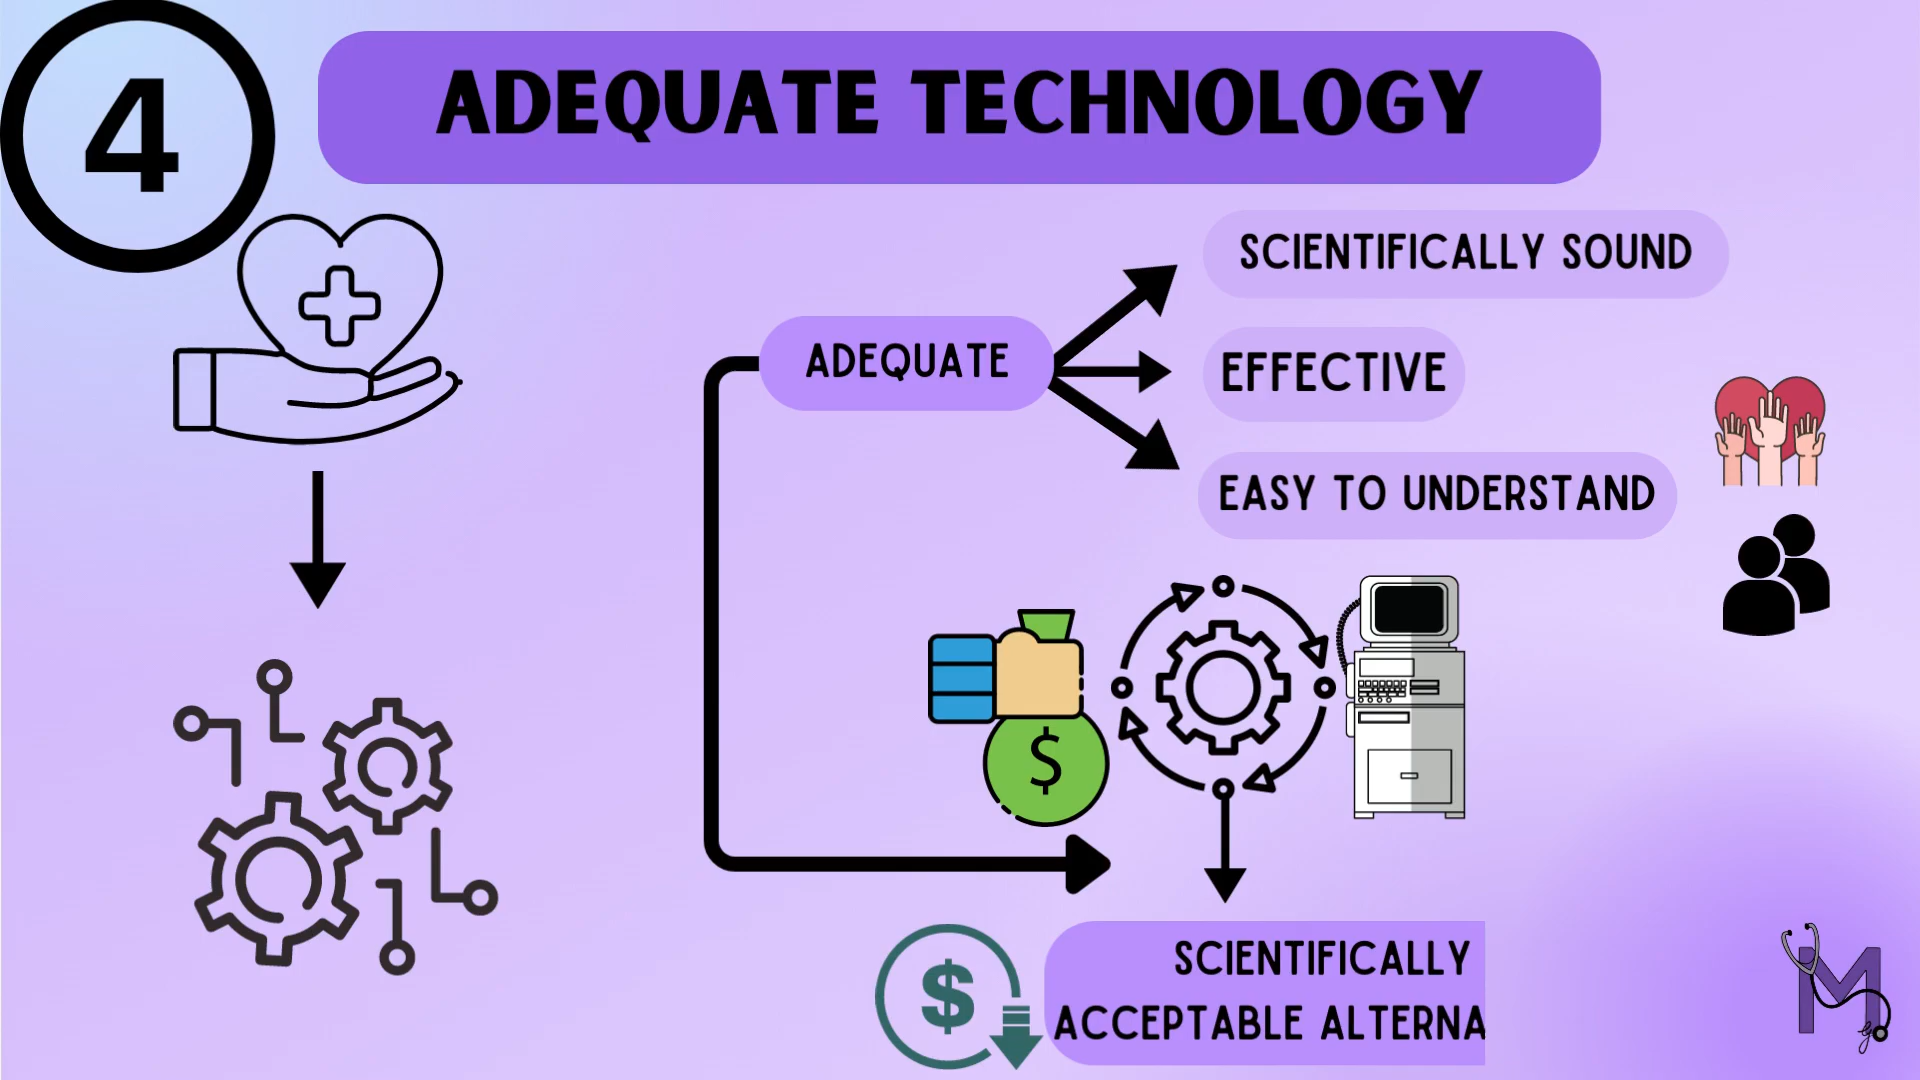 4
ADEQUATE TECHNOLOGY
SCIENTIFICALLY SOUND
ADEQUATE
EFFECTIVE
EASY TO UNDERSTAND
$
$
SCIENTIFICALLY
ACCEPTABLE ALTERNA
M